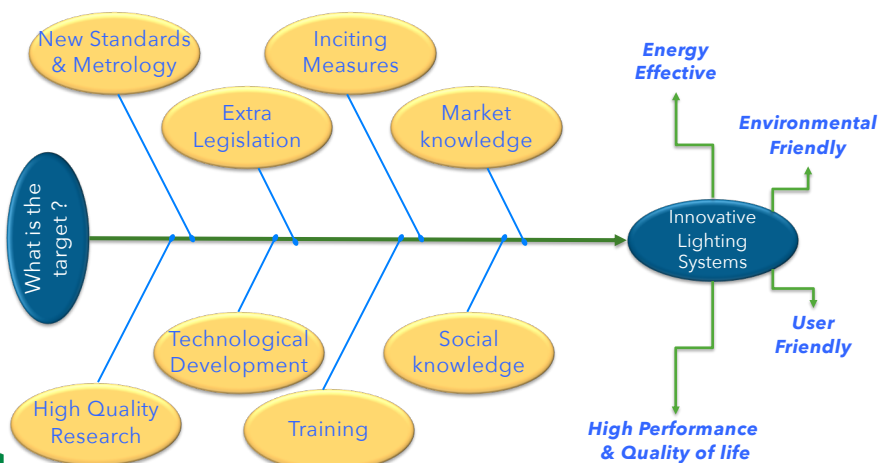 New Standards
& Metrology
Inciting
Measures
Extra
Legislation
Market
knowledge
What is the
target ?
Technological
Development
Social
knowledge
High Quality
Research
Training
Energy
Effective
Environmental
Friendly
Innovative
Lighting
Systems
User
Friendly
High Performance
& Quality of life